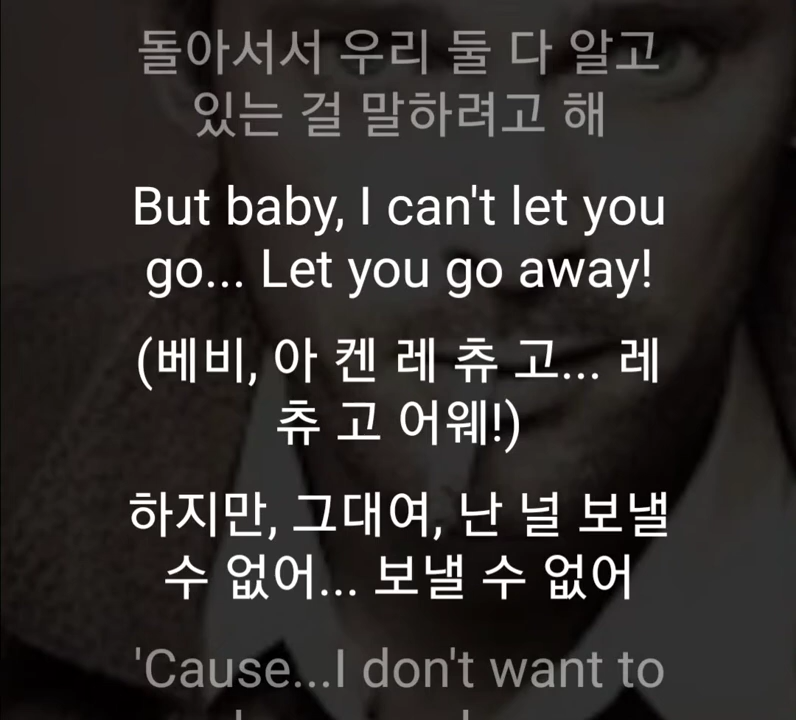 돌아서서 우리 둘 다 알고
있는 걸 말하려고 해
But baby, I can't let you
go... Let you go away!
(베비, 아 켄 레 츄 고... 레
츄 고 어웨!)
하지만, 그대여, 난 널 보낼
수 없어... 보낼 수 없어
'Cause...I don't want to